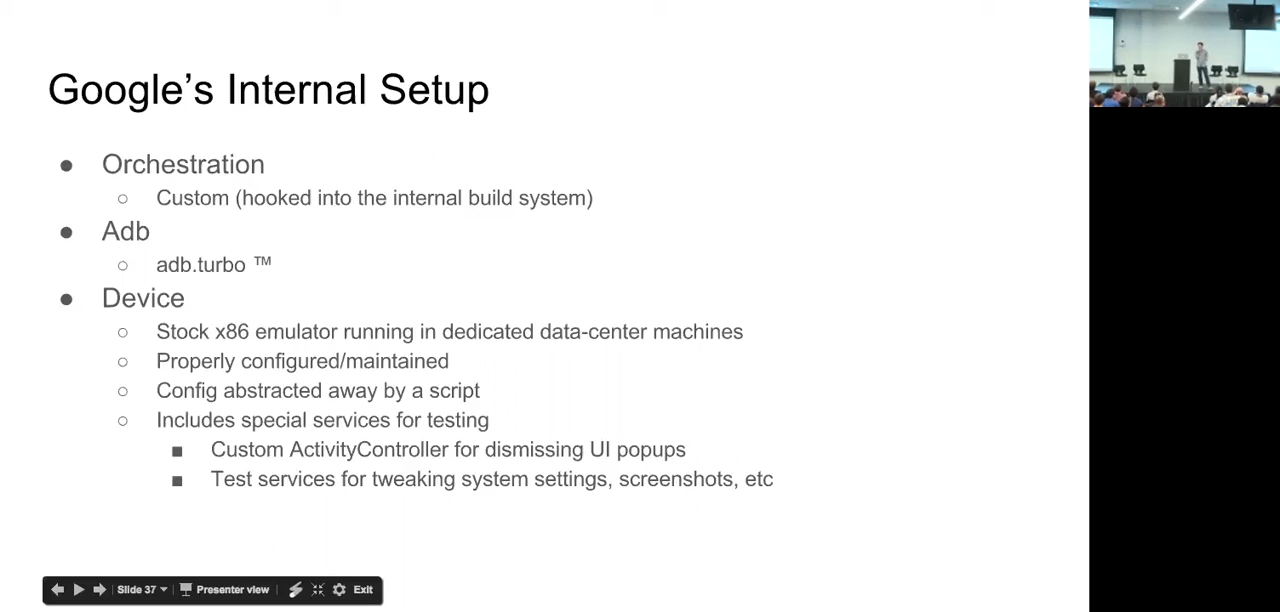 Google's Internal Setup
● Orchestration
○ Custom (hooked into the internal build system)
● Adb
○ adb.turbo ™
● Device
○ Stock x86 emulator running in dedicated data-center machines
○ Properly configured/maintained
○ Config abstracted away by a script
○ Includes special services for testing
■ Custom ActivityController for dismissing UI popups
■ Test services for tweaking system settings, screenshots, etc
Slide 37 Presenter view Exit